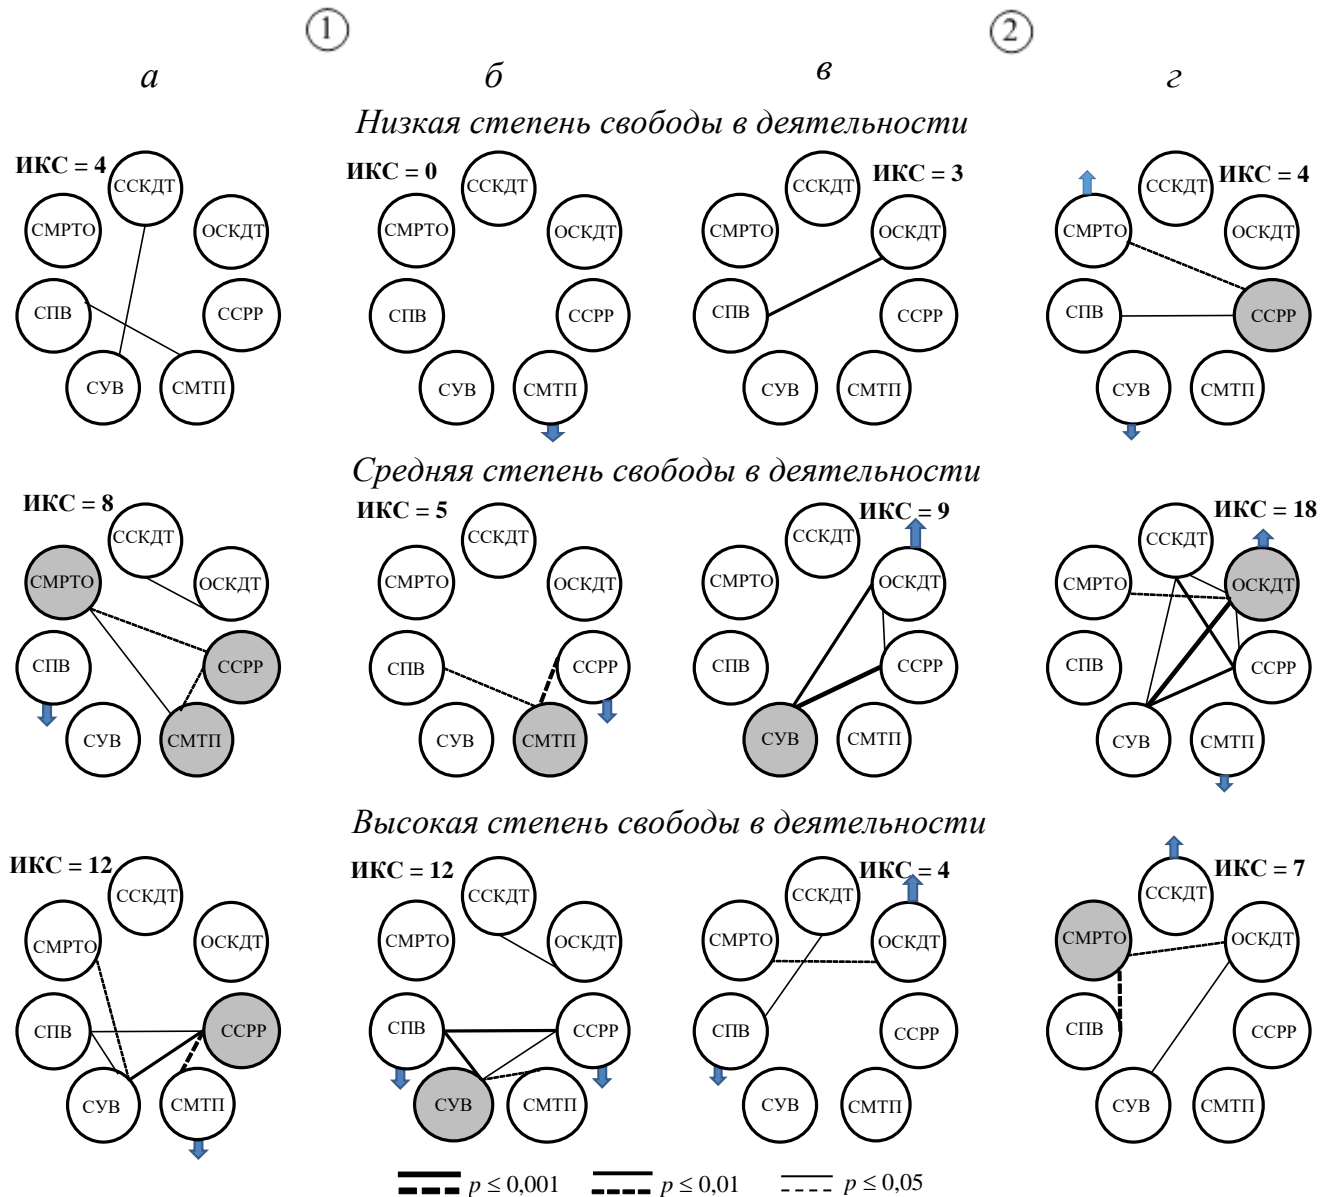 1 2
а б в г
Низкая степень свободы в деятельности
ИКС = 4 ИКС = 0 ИКС = 3 ИКС = 4
ССКДТ ССКДТ ССКДТ ССКДТ
СМРТО ОСКДТ СМРТО ОСКДТ СМРТО ОСКДТ СМРТО ОСКДТ
СПВ ССРР СПВ ССРР СПВ ССРР СПВ ССРР
СУВ СМТП СУВ СМТП СУВ СМТП СУВ СМТП
Средняя степень свободы в деятельности
ИКС = 8 ИКС = 5 ИКС = 9 ИКС = 18
ССКДТ ССКДТ ССКДТ ССКДТ
СМРТО ОСКДТ СМРТО ОСКДТ СМРТО ОСКДТ СМРТО ОСКДТ
СПВ ССРР СПВ ССРР СПВ ССРР СПВ ССРР
СУВ СМТП СУВ СМТП СУВ СМТП СУВ СМТП
Высокая степень свободы в деятельности
ИКС = 12 ИКС = 12 ИКС = 4 ИКС = 7
ССКДТ ССКДТ ССКДТ ССКДТ
СМРТО ОСКДТ СМРТО ОСКДТ СМРТО ОСКДТ СМРТО ОСКДТ
СПВ ССРР СПВ ССРР СПВ ССРР СПВ ССРР
СУВ СМТП СУВ СМТП СУВ СМТП СУВ СМТП
p ≤ 0,001 p ≤ 0,01 p ≤ 0,05